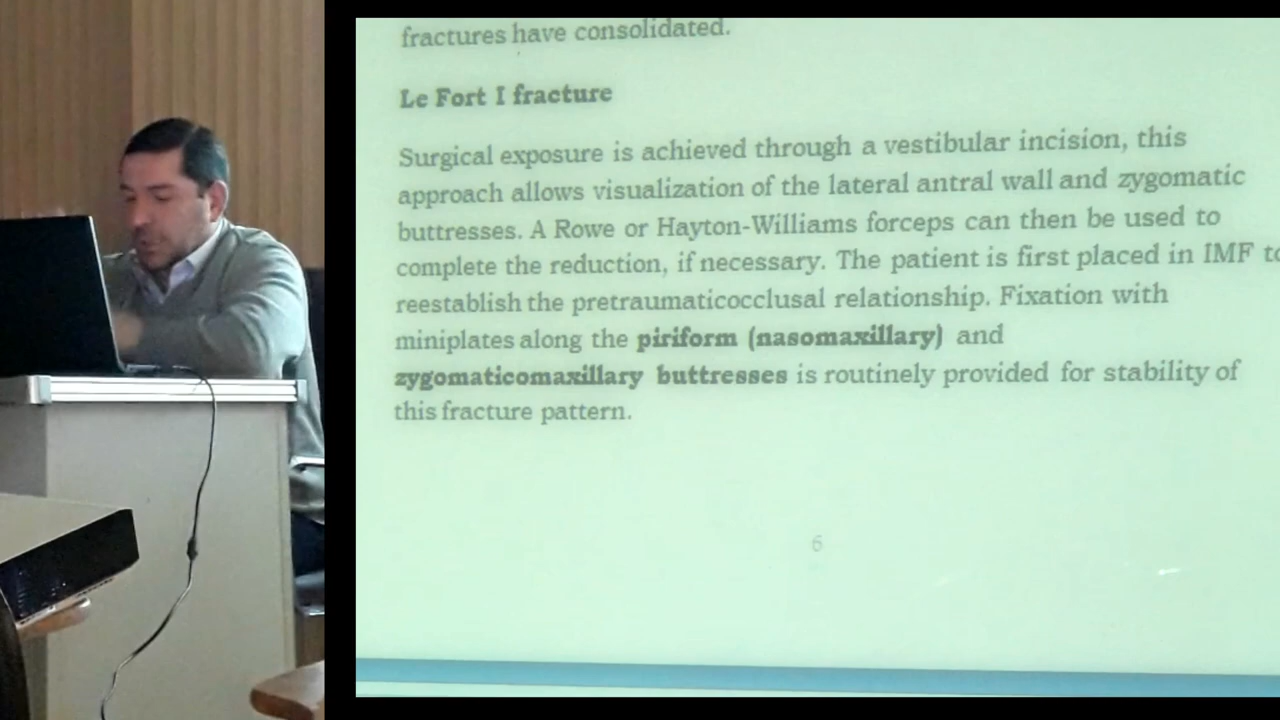 fractures have consolidated.
Le Fort I fracture
Surgical exposure is achieved through a vestibular incision, this
approach allows visualization of the lateral antral wall and zygomatic
buttresses. A Rowe or Hayton-Williams forceps can then be used to
complete the reduction, if necessary. The patient is first placed in IMF to
reestablish the pretraumaticocclusal relationship. Fixation with
miniplates along the piriform (nasomaxillary) and
zygomaticomaxillary buttresses is routinely provided for stability of
this fracture pattern.
6